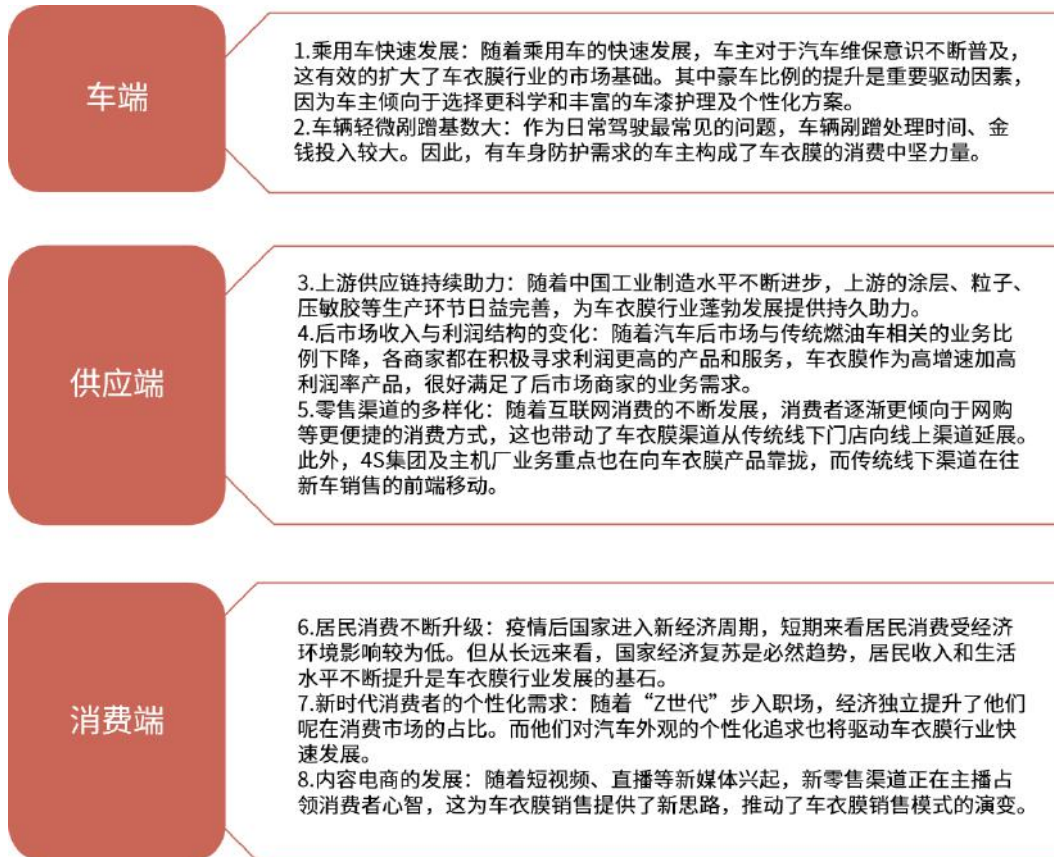 车端
1.乘用车快速发展：随着乘用车的快速发展，车主对于汽车维保意识不断普及，
这有效的扩大了车衣膜行业的市场基础。其中豪车比例的提升是重要驱动因素，
因为车主倾向于选择更科学和丰富的车漆护理及个性化方案。
2.车辆轻微剐蹭基数大：作为日常驾驶最常见的问题，车辆剐蹭处理时间、金
钱投入较大。因此，有车身防护需求的车主构成了车衣膜的消费中坚力量。
供应端
3.上游供应链持续助力：随着中国工业制造水平不断进步，上游的涂层、粒子、
压敏胶等生产环节日益完善，为车衣膜行业蓬勃发展提供持久助力。
4.后市场收入与利润结构的变化：随着汽车后市场与传统燃油车相关的业务比
例下降，各商家都在积极寻求利润更高的产品和服务，车衣膜作为高增速加高
利润率产品，很好满足了后市场商家的业务需求。
5.零售渠道的多样化：随着互联网消费的不断发展，消费者逐渐更倾向于网购
等更便捷的消费方式，这也带动了车衣膜渠道从传统线下门店向线上渠道延展。
此外，4S集团及主机厂业务重点也在向车衣膜产品靠拢，而传统线下渠道在往
新车销售的前端移动。
消费端
6.居民消费不断升级：疫情后国家进入新经济周期，短期来看居民消费受经济
环境影响较为低。但从长远来看，国家经济复苏是必然趋势，居民收入和生活
水平不断提升是车衣膜行业发展的基石。
7.新时代消费者的个性化需求：随着“Z世代”步入职场，经济独立提升了他们
呢在消费市场的占比。而他们对汽车外观的个性化追求也将驱动车衣膜行业快
速发展。
8.内容电商的发展：随着短视频、直播等新媒体兴起，新零售渠道正在主播占
领消费者心智，这为车衣膜销售提供了新思路，推动了车衣膜销售模式的演变。